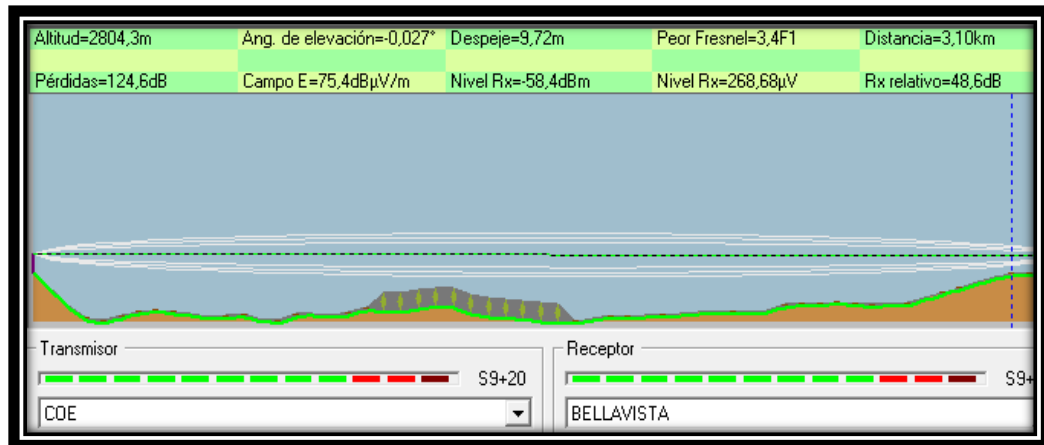 Altitud=2804,3m Ang. de elevación=-0,027° Despeje=9,72m Peor Fresnel=3,4F1 Distancia=3,10km
Pérdidas=124,6dB Campo E=75,4dBµV/m Nivel Rx=-58,4dBm Nivel Rx=268,68µV Rx relativo=48,6dB
Transmisor Receptor
S9+20 S9+
COE BELLAVISTA